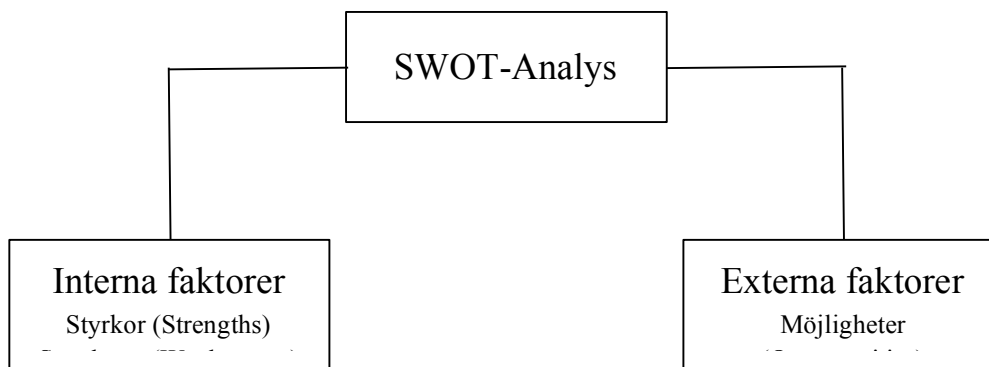 SWOT-Analys
Interna faktorer
Styrkor (Strengths)
Externa faktorer
Möjligheter